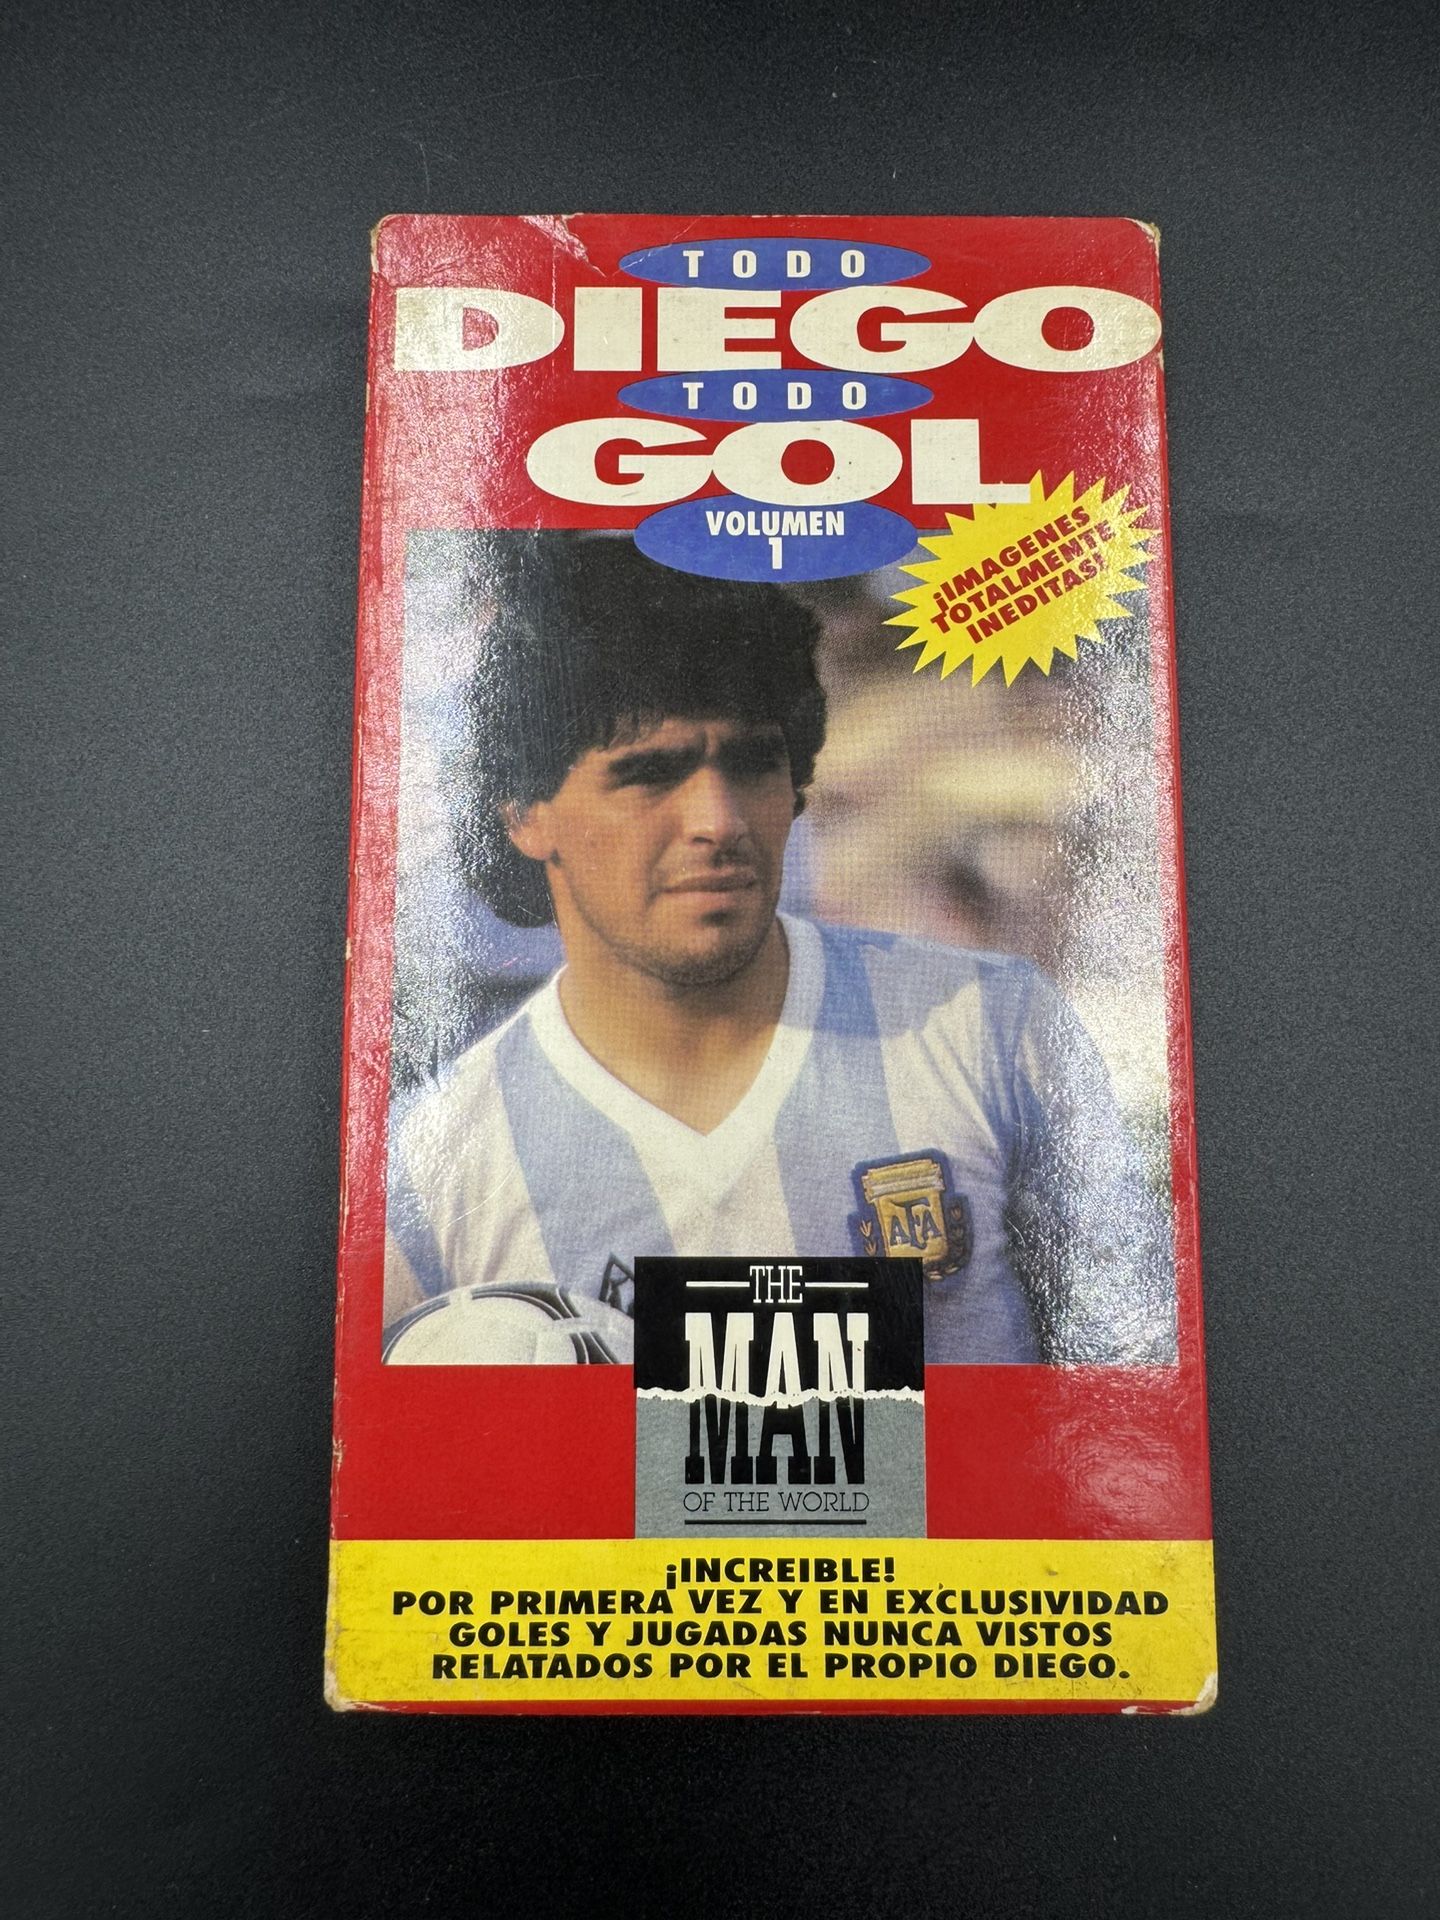 TODO
DIEGO
TODO
GOL
VOLUMEN
1
¡IMAGENES
TOTALMENTE
INEDITAS!
AFA
THE
MAN
OF THE WORLD
¡INCREIBLE!
POR PRIMERA VEZ Y EN EXCLUSIVIDAD
GOLES Y JUGADAS NUNCA VISTOS
RELATADOS POR EL PROPIO DIEGO.